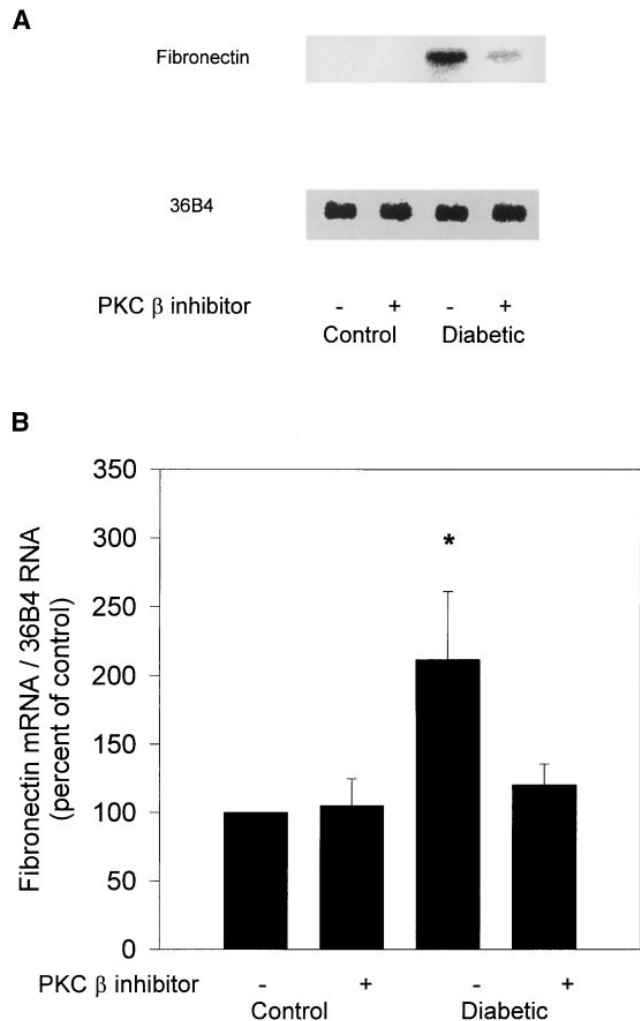 A
Fibronectin
36B4
PKC β inhibitor - + - +
Control Diabetic
B
Fibronectin mRNA / 36B4 RNA
(percent of control)
350
300
250
200
150
100
50
0
*
PKC β inhibitor - + - +
Control Diabetic